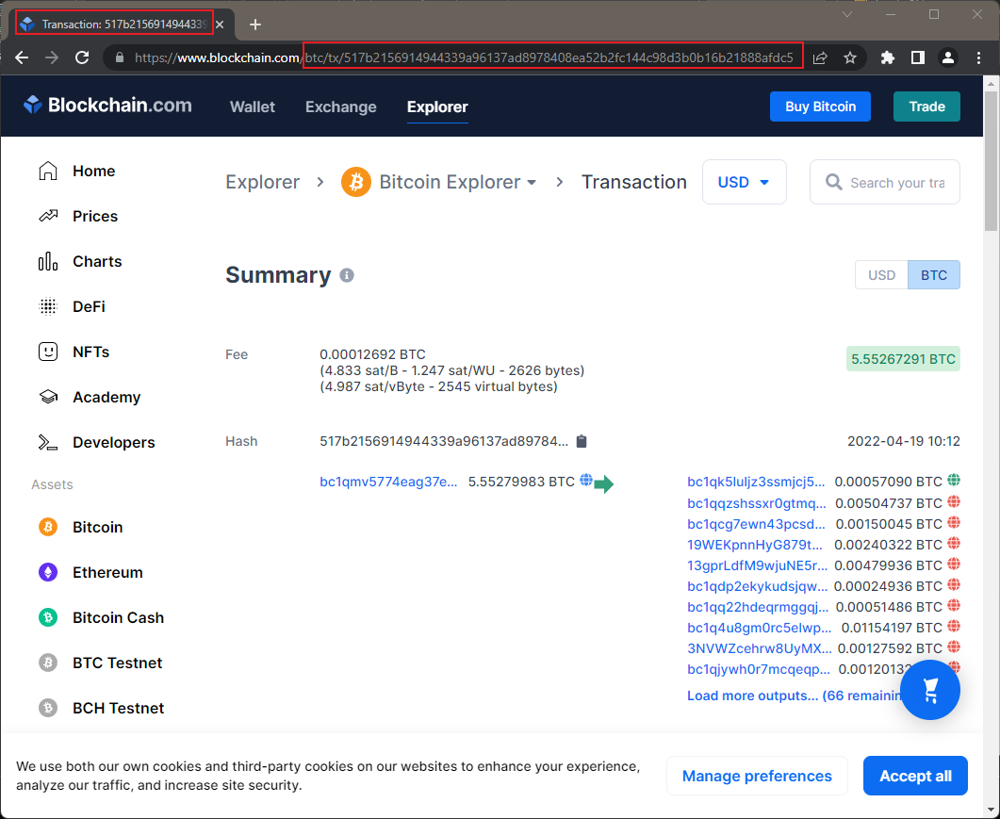 Transaction: 517b2156914944339
https://www.blockchain.com/btc/tx/517b2156914944339a96137ad8978408ea52b2fc144c98d3b0b16b21888afdc5
Blockchain.com Wallet Exchange Explorer Buy Bitcoin Trade
Home
Prices
Charts
DeFi
NFTs
Academy
Developers
Assets
Bitcoin
Ethereum
Bitcoin Cash
BTC Testnet
BCH Testnet
Explorer > Bitcoin Explorer > Transaction USD Search your tra
Summary USD BTC
Fee 0.00012692 BTC 5.55267291 BTC
(4.833 sat/B - 1.247 sat/WU - 2626 bytes)
(4.987 sat/vByte - 2545 virtual bytes)
Hash 517b2156914944339a96137ad89784... 2022-04-19 10:12
bc1qmv5774eag37e... 5.55279983 BTC bc1qk5luljz3ssmjcj5... 0.00057090 BTC
bc1qqzshssxr0gtmq... 0.00504737 BTC
bc1qcg7ewn43pcsd... 0.00150045 BTC
19WEKpnnHyG879t... 0.00240322 BTC
13gprLdfM9wjuNE5r... 0.00479936 BTC
bc1qdp2ekykudsjqw... 0.00024936 BTC
bc1qq22hdeqrmggqj... 0.00051486 BTC
bc1q4u8gm0rc5elwp... 0.01154197 BTC
3NVWZcehrw8UyMX... 0.00127592 BTC
bc1qjywh0r7mcqeqp... 0.00120132
Load more outputs... (66 remainin
We use both our own cookies and third-party cookies on our websites to enhance your experience,
analyze our traffic, and increase site security.
Manage preferences Accept all